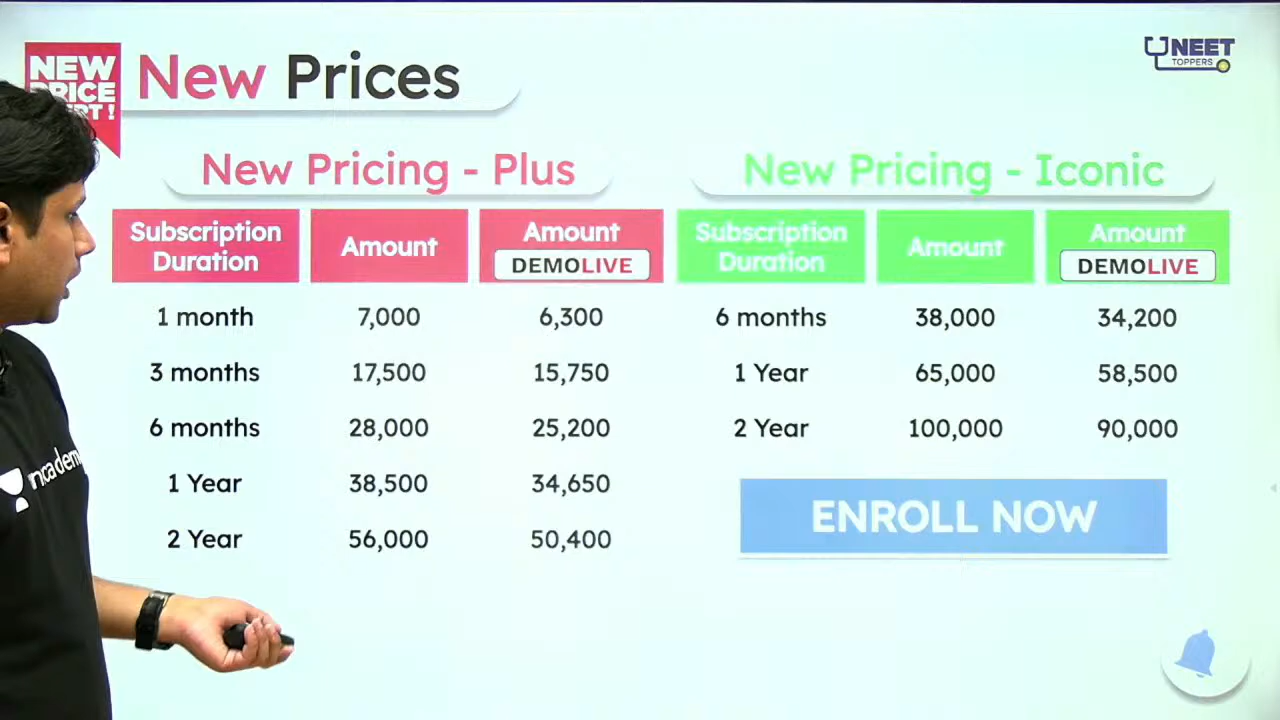 NEW
PRICE
New Prices
NEET
TOPPERS
New Pricing - Plus
Subscription Duration | Amount | Amount DEMOLIVE
1 month | 7,000 | 6,300
3 months | 17,500 | 15,750
6 months | 28,000 | 25,200
1 Year | 38,500 | 34,650
2 Year | 56,000 | 50,400
New Pricing - Iconic
Subscription Duration | Amount | Amount DEMOLIVE
6 months | 38,000 | 34,200
1 Year | 65,000 | 58,500
2 Year | 100,000 | 90,000
ENROLL NOW